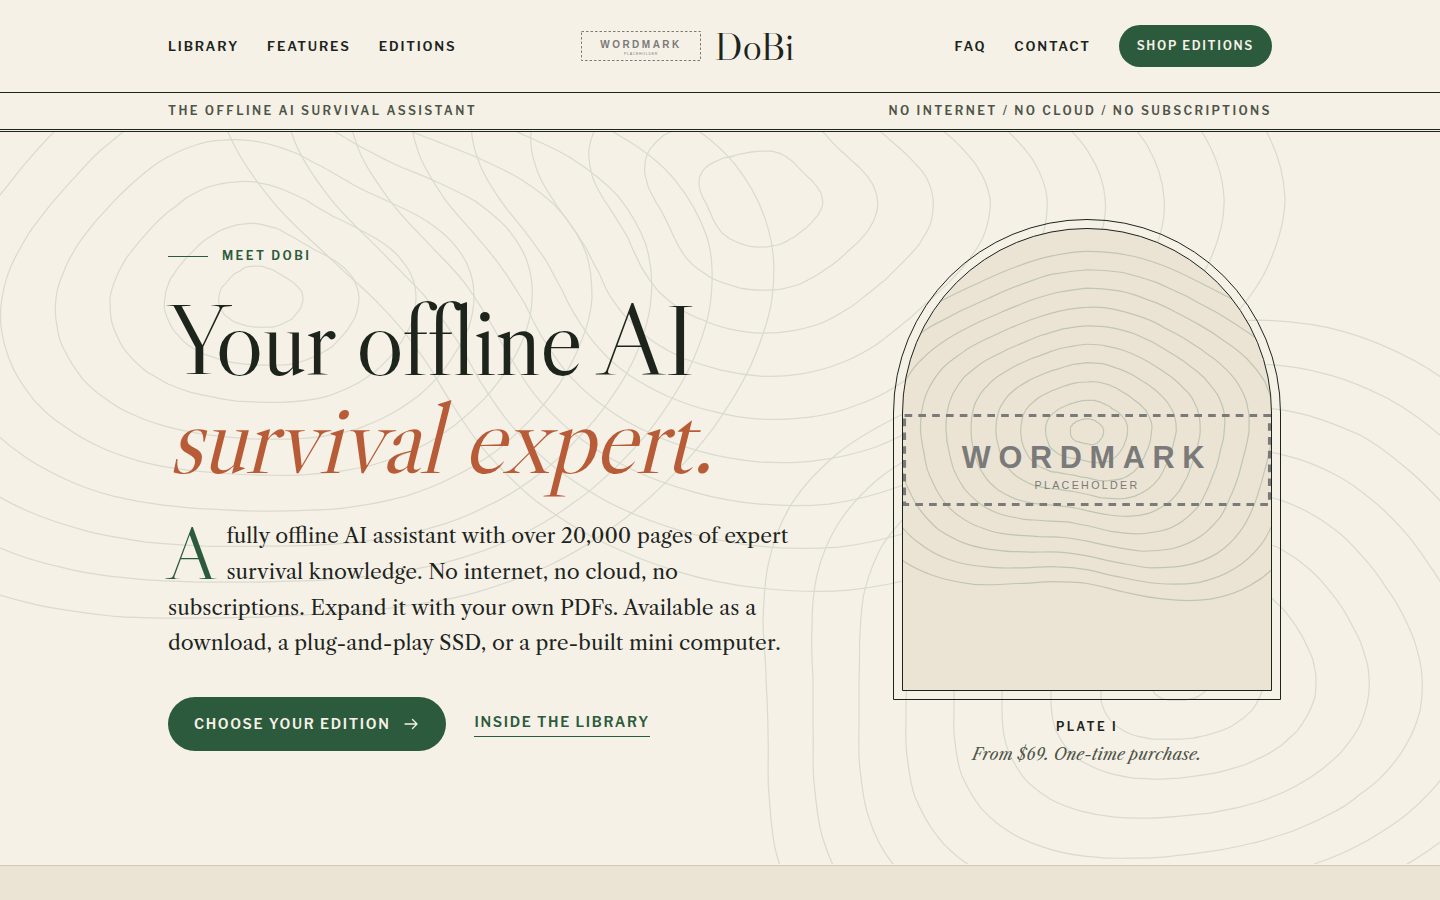 LIBRARY FEATURES EDITIONS
WORDMARK
PLACEHOLDER
DoBi
FAQ CONTACT SHOP EDITIONS
THE OFFLINE AI SURVIVAL ASSISTANT
NO INTERNET / NO CLOUD / NO SUBSCRIPTIONS
MEET DOBI
Your offline AI
survival expert.
A fully offline AI assistant with over 20,000 pages of expert
survival knowledge. No internet, no cloud, no
subscriptions. Expand it with your own PDFs. Available as a
download, a plug-and-play SSD, or a pre-built mini computer.
CHOOSE YOUR EDITION →
INSIDE THE LIBRARY
WORDMARK
PLACEHOLDER
PLATE I
From $69. One-time purchase.